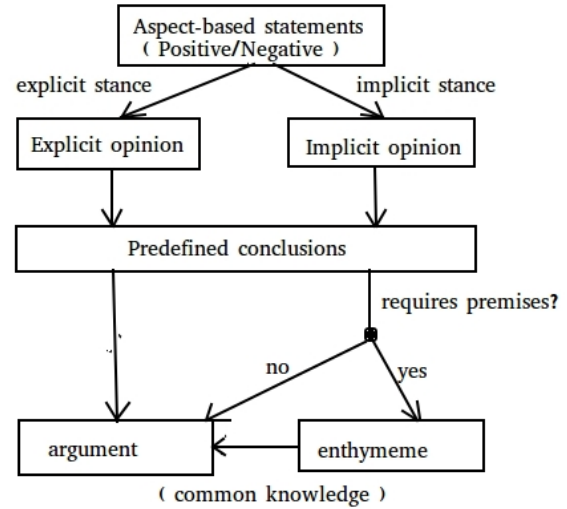 Aspect-based statements
( Positive/Negative )
explicit stance
implicit stance
Explicit opinion
Implicit opinion
Predefined conclusions
requires premises?
no
yes
argument
enthymeme
( common knowledge )